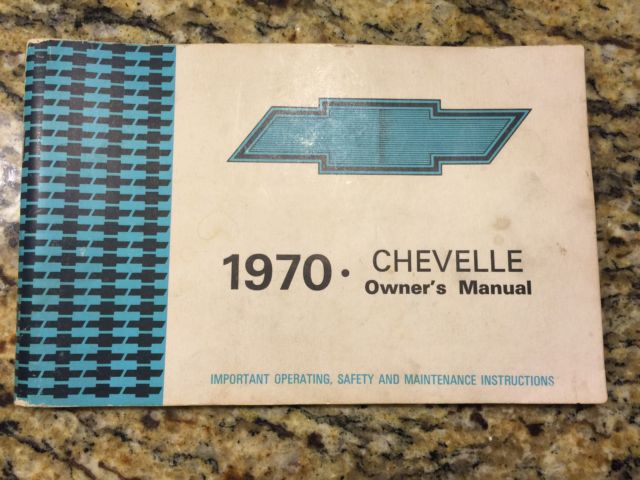 1970 · CHEVELLE
Owner's Manual
IMPORTANT OPERATING, SAFETY AND MAINTENANCE INSTRUCTIONS